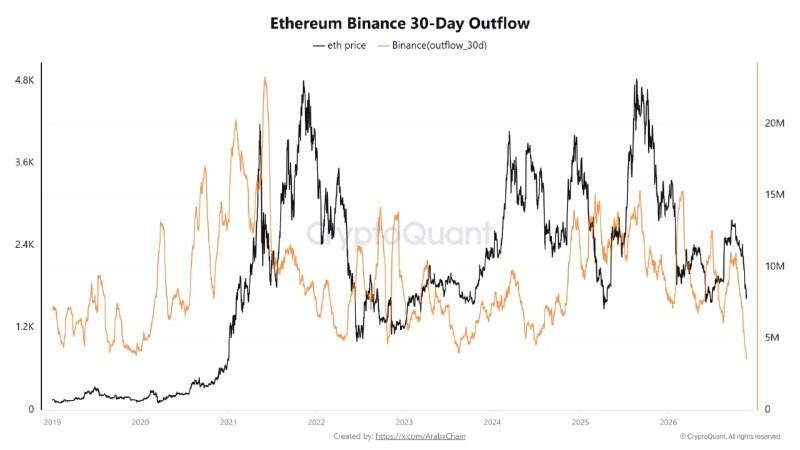 Ethereum Binance 30-Day Outflow
eth price Binance(outflow_30d)
4.8K
3.6K
2.4K
1.2K
0
20M
15M
10M
5M
0
CryptoQuant
2019 2020 2021 2022 2023 2024 2025 2026
Created by: https://x.com/ArabxChain
© CryptoQuant. All rights reserved